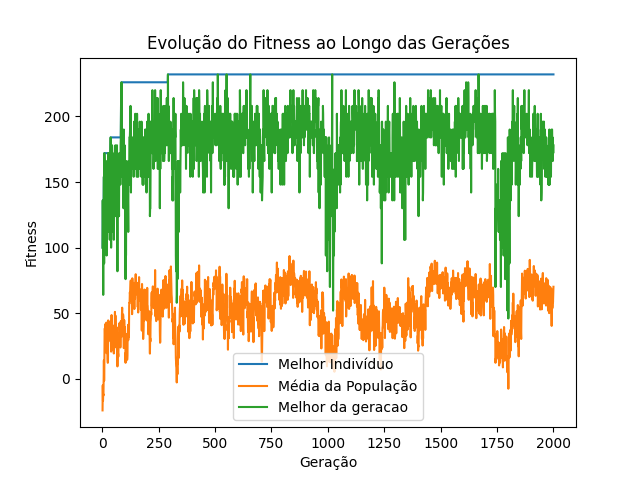 Evolução do Fitness ao Longo das Gerações
Fitness
200
150
100
50
0
Melhor Indivíduo
Média da População
Melhor da geracao
0
250
500
750
1000
1250
1500
1750
2000
Geração